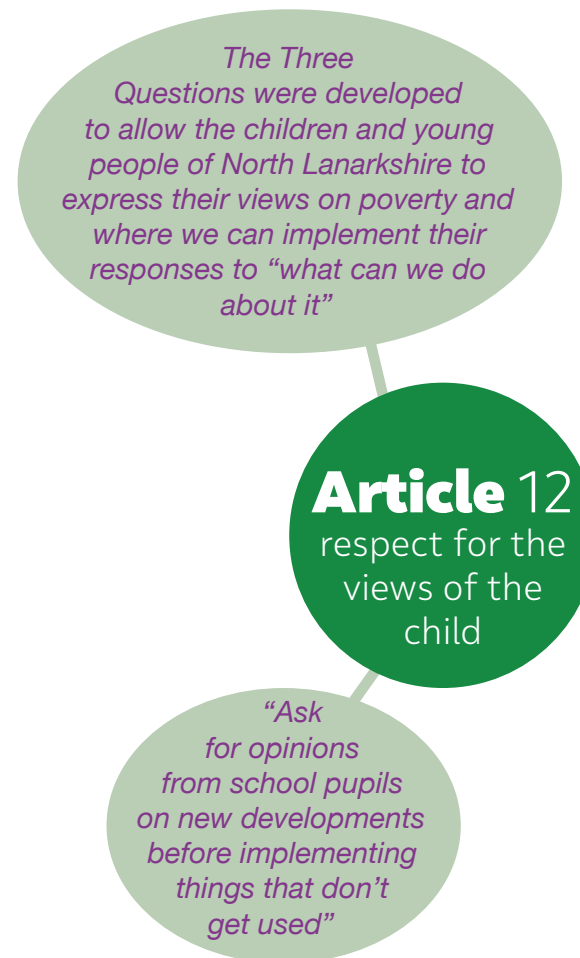 The Three
Questions were developed
to allow the children and young
people of North Lanarkshire to
express their views on poverty and
where we can implement their
responses to “what can we do
about it”
Article 12
respect for the
views of the
child
“Ask
for opinions
from school pupils
on new developments
before implementing
things that don’t
get used”